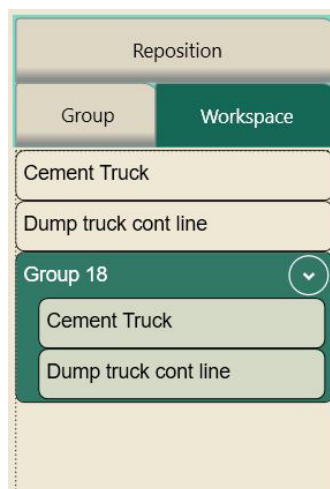 Reposition
Group Workspace
Cement Truck
Dump truck cont line
Group 18
Cement Truck
Dump truck cont line